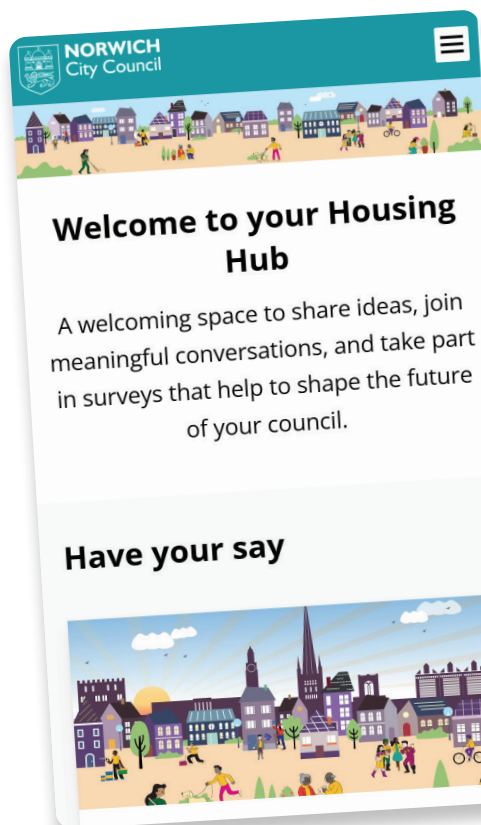 NORWICH
City Council
Welcome to your Housing
Hub
A welcoming space to share ideas, join
meaningful conversations, and take part
in surveys that help to shape the future
of your council.
Have your say